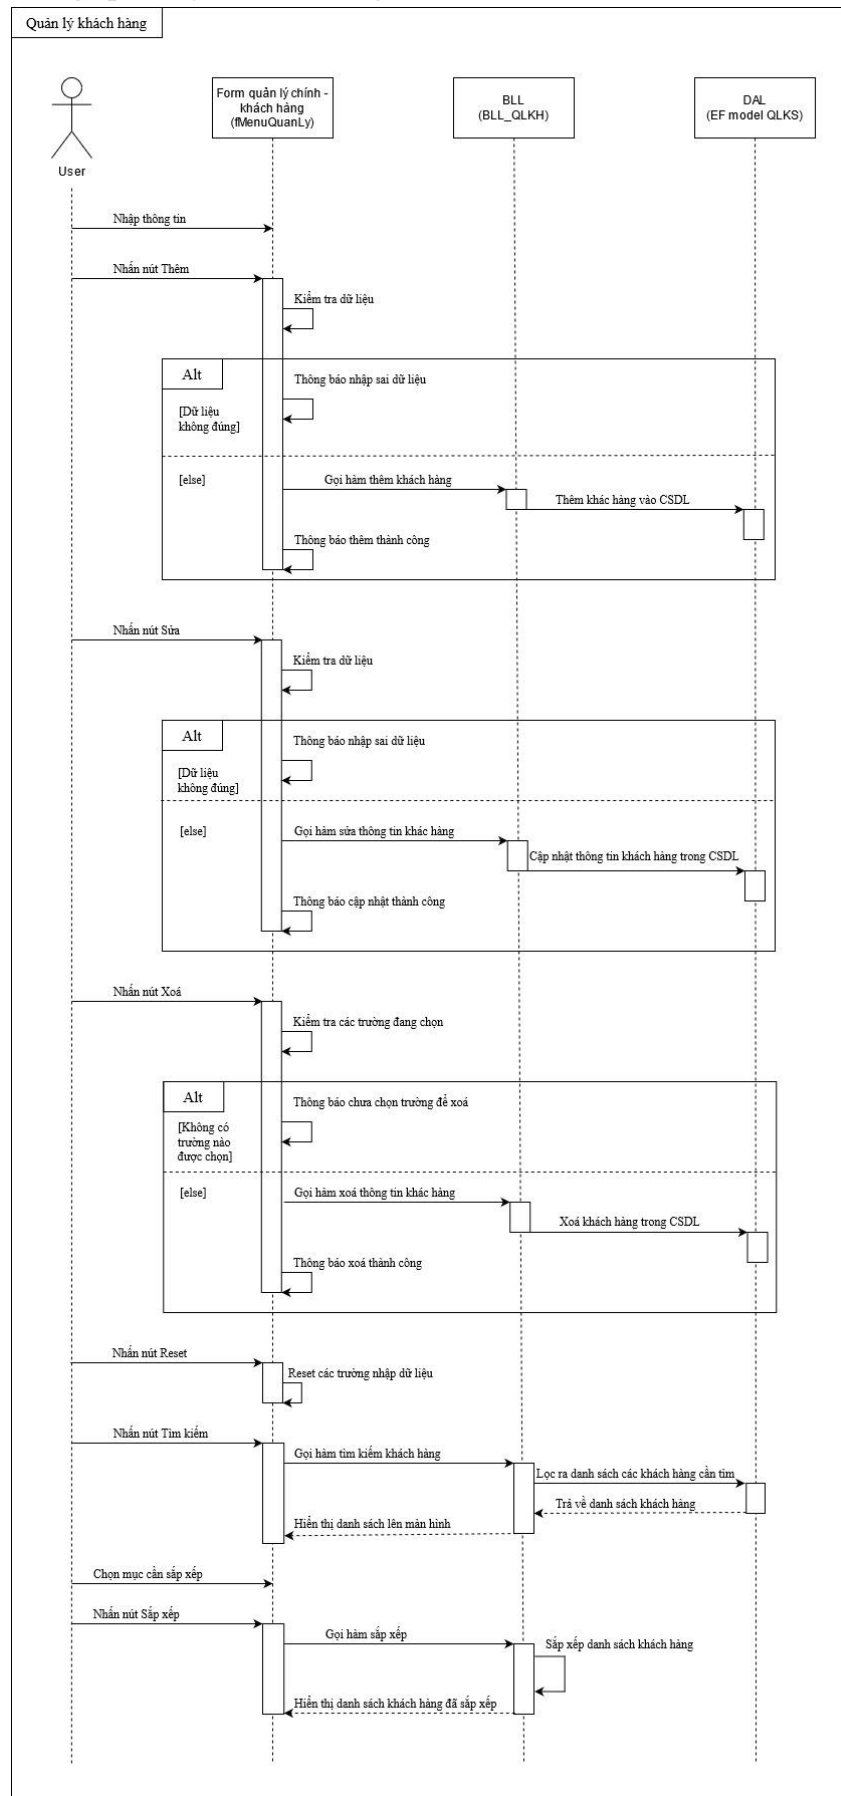 Quản lý khách hàng
Form quản lý chính -
khách hàng
(fMenuQuanLy)
BLL
(BLL_QLKH)
DAL
(EF model QLKS)
User
Nhập thông tin
Nhấn nút Thêm
Kiểm tra dữ liệu
Alt
Thông báo nhập sai dữ liệu
[Dữ liệu
không đúng]
[else]
Gọi hàm thêm khách hàng
Thêm khác hàng vào CSDL
Thông báo thêm thành công
Nhấn nút Sửa
Kiểm tra dữ liệu
Alt
Thông báo nhập sai dữ liệu
[Dữ liệu
không đúng]
[else]
Gọi hàm sửa thông tin khác hàng
Cập nhật thông tin khách hàng trong CSDL
Thông báo cập nhật thành công
Nhấn nút Xoá
Kiểm tra các trường đang chọn
Alt
Thông báo chưa chọn trường để xoá
[Không có
trường nào
được chọn]
[else]
Gọi hàm xoá thông tin khác hàng
Xoá khách hàng trong CSDL
Thông báo xoá thành công
Nhấn nút Reset
Reset các trường nhập dữ liệu
Nhấn nút Tìm kiếm
Gọi hàm tìm kiếm khách hàng
Lọc ra danh sách các khách hàng cần tìm
Trả về danh sách khách hàng
Hiển thị danh sách lên màn hình
Chọn mục cần sắp xếp
Nhấn nút Sắp xếp
Gọi hàm sắp xếp
Sắp xếp danh sách khách hàng
Hiển thị danh sách khách hàng đã sắp xếp